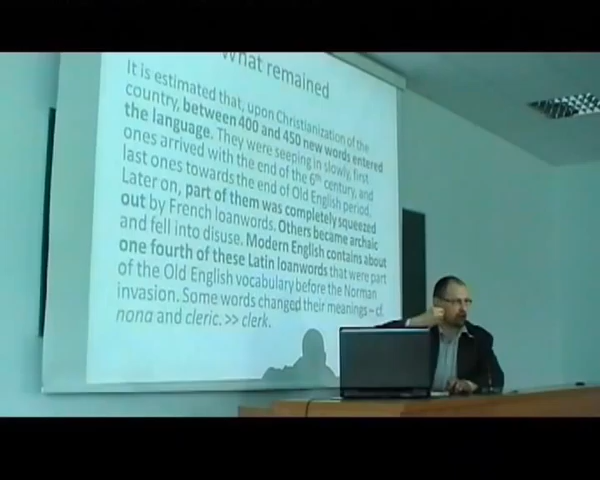 What remained
It is estimated that, upon Christianization of the
country, between 400 and 450 new words entered
the language. They were seeping in slowly, first
ones arrived with the end of the 6th century, and
last ones towards the end of Old English period.
Later on, part of them was completely squeezed
out by French loanwords. Others became archaic
and fell into disuse. Modern English contains about
one fourth of these Latin loanwords that were part
of the Old English vocabulary before the Norman
invasion. Some words changed their meanings – cf.
nona and cleric. >> clerk.